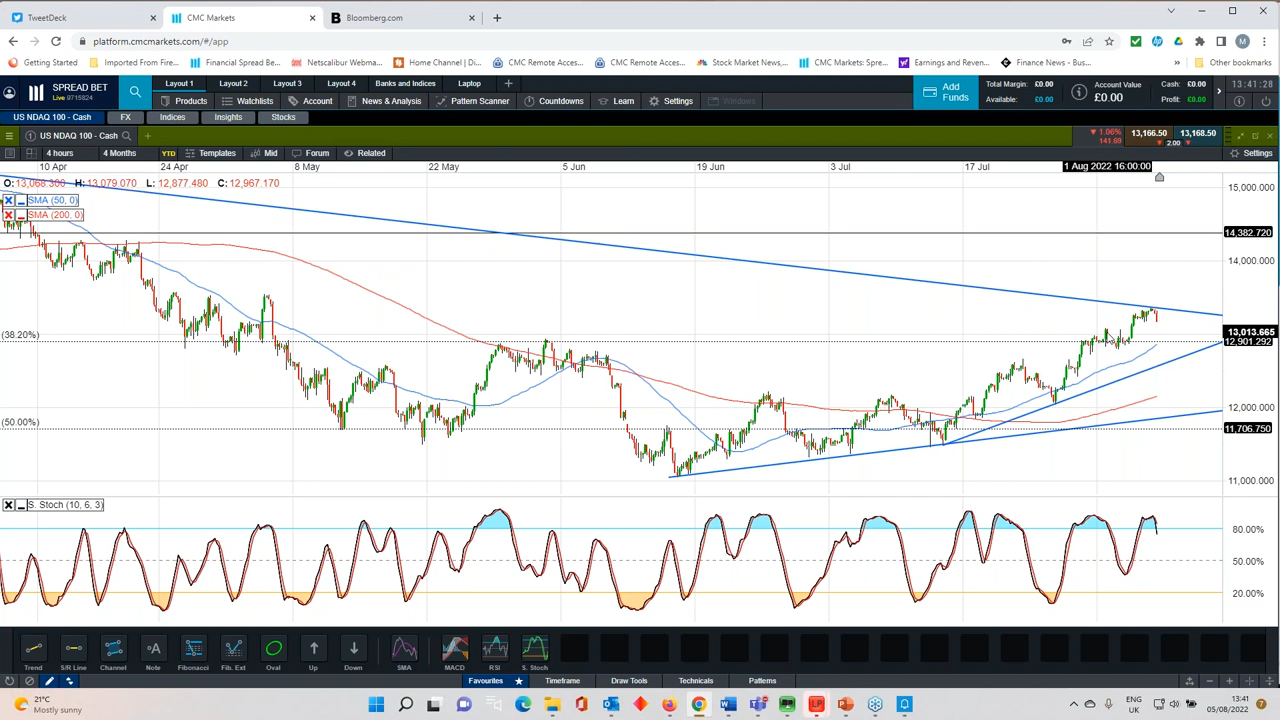 TweetDeck CMC Markets Bloomberg.com
platform.cmcmarkets.com/#/app
Getting Started Imported From Fire... Financial Spread Be... Netscalibur Webma... Home Channel | Di... CMC Remote Acces... CMC Remote Acces... Stock Market News,... CMC Markets: Spre... Earnings and Reven... Finance News - Bus... » Other bookmarks
SPREAD BET
Live 9715824
Layout 1 Layout 2 Layout 3 Layout 4 Banks and Indices Laptop
Products Watchlists Account News & Analysis Pattern Scanner Countdowns Learn Settings Windows
Add Funds
Total Margin: £0.00
Available: £0.00
Account Value
£0.00
Cash: £0.00
Profit: £0.00
13:41:28
US NDAQ 100 - Cash FX Indices Insights Stocks
US NDAQ 100 - Cash
1.06%
141.69
13,166.50 13,168.50
2.00
4 hours 4 Months YTD Templates Mid Forum Related Settings
10 Apr 24 Apr 8 May 22 May 5 Jun 19 Jun 3 Jul 17 Jul 1 Aug 2022 16:00:00
O:13,068.300 H: 13,079.070 L: 12,877.480 C: 12,967.170
SMA (50, 0)
SMA (200, 0)
15,000.000
14,382.720
14,000.000
(38.20%)
13,013.665
12,901.292
12,000.000
(50.00%)
11,706.750
11,000.000
S. Stoch (10, 6, 3)
80.00%
50.00%
20.00%
Trend S/R Line Channel Note Fibonacci Fib. Ext Oval Up Down SMA MACD RSI S. Stoch
Favourites Timeframe Draw Tools Technicals Patterns
21°C
Mostly sunny
ENG
UK
13:41
05/08/2022